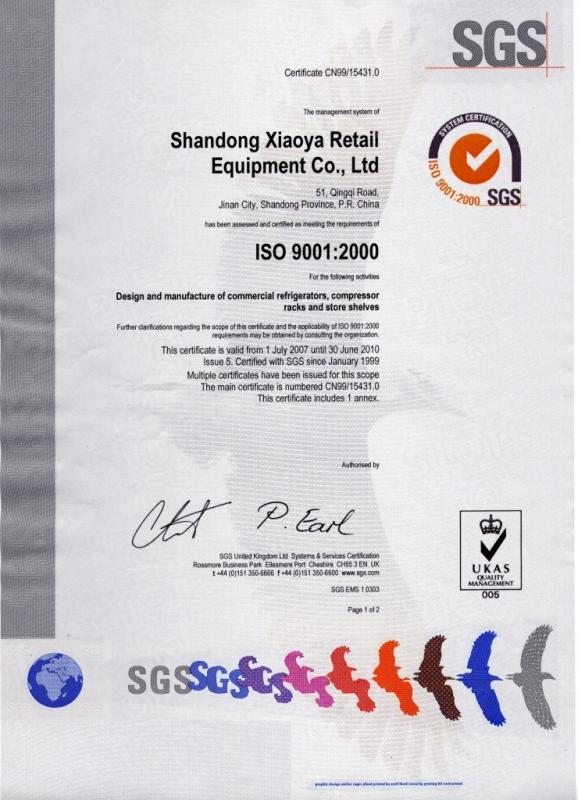 SGS
Certificate CN99/15431.0
The management system of
Shandong Xiaoya Retail
Equipment Co., Ltd
51, Qingqi Road,
Jinan City, Shandong Province, P.R. China
has been assessed and certified as meeting the requirements of
ISO 9001:2000
For the following activities
Design and manufacture of commercial refrigerators, compressor
racks and store shelves
Further clarifications regarding the scope of this certificate and the applicability of ISO 9001:2000
requirements may be obtained by consulting the organization.
This certificate is valid from 1 July 2007 until 30 June 2010
Issue 5. Certified with SGS since January 1999
Multiple certificates have been issued for this scope
The main certificate is numbered CN99/15431.0
This certificate includes 1 annex.
SYSTEM CERTIFICATION
ISO 9001:2000
SGS
Authorised by
P. Earl
SGS United Kingdom Ltd Systems & Services Certification
Rossmore Business Park Ellesmere Port Cheshire CH65 3 EN UK
t +44 (0)151 350-6666 f +44 (0)151 350-6600 www.sgs.com
SGS EMS 1 0303
Page 1 of 2
UKAS
QUALITY
MANAGEMENT
005
SGS SGS SGS